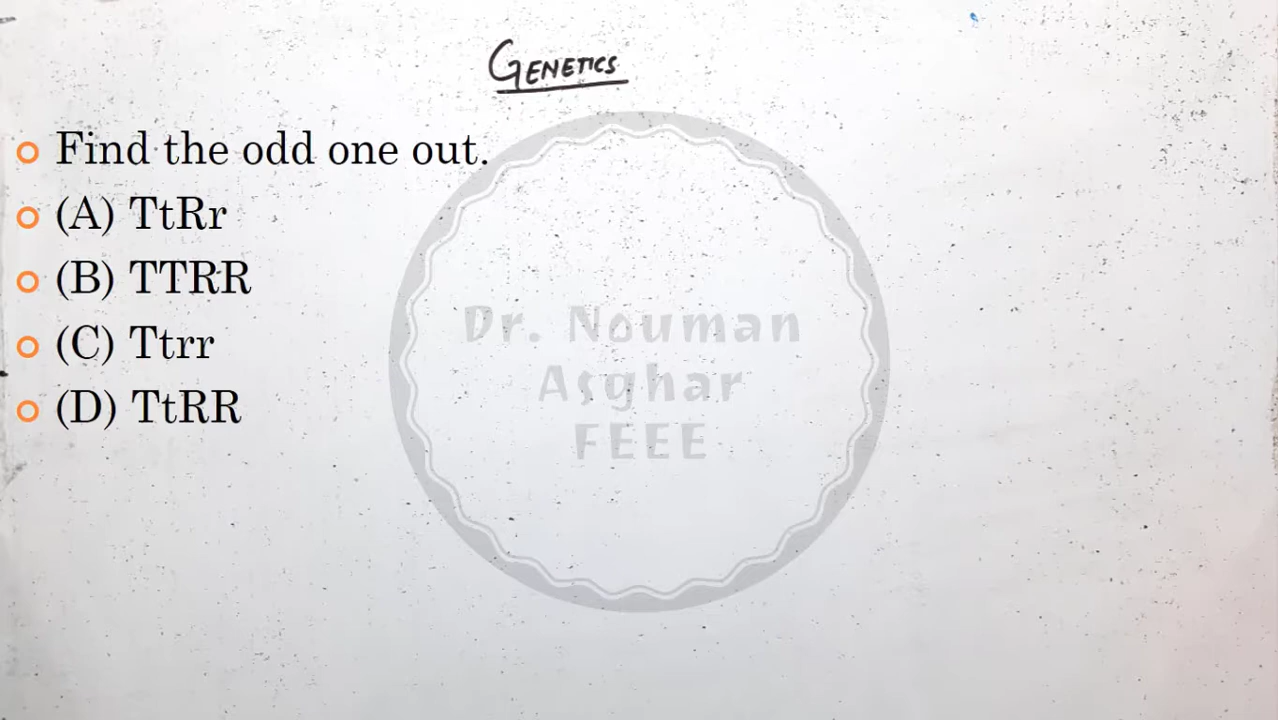 GENETICS
Find the odd one out.
(A) TtRr
(B) TTRR
(C) Ttrr
(D) TtRR
Dr. Nouman
Asghar
FEEE